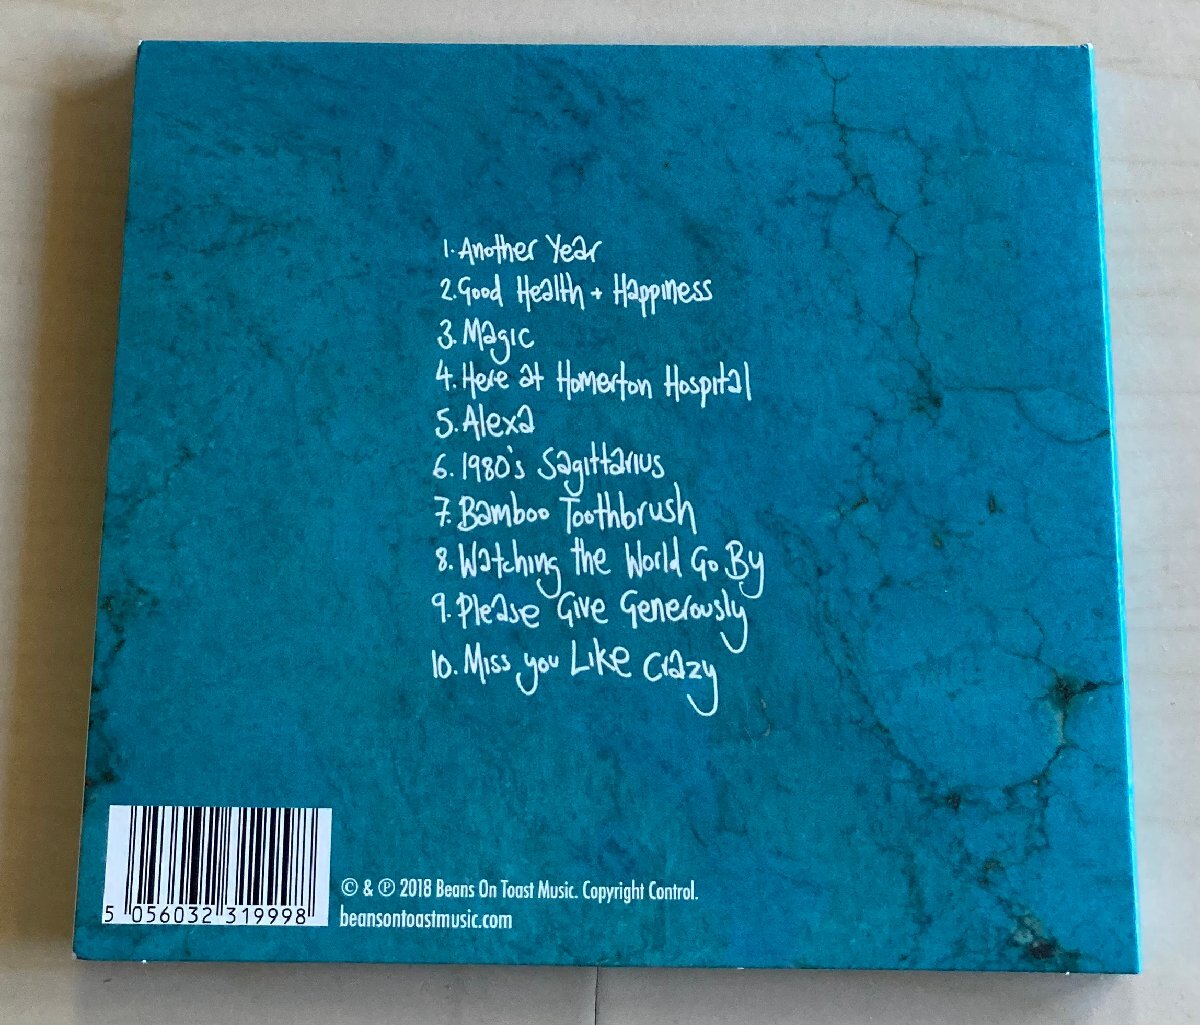 1. Another Year
2. Good Health + Happiness
3. Magic
4. Here at Homerton Hospital
5. Alexa
6. 1980's Sagittarius
7. Bamboo Toothbrush
8. Watching the World Go By
9. Please Give Generously
10. Miss you Like Crazy
© & ℗ 2018 Beans On Toast Music. Copyright Control.
beansontoastmusic.com
5 056032 319998